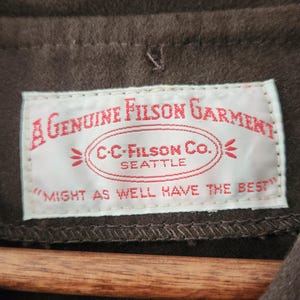 A GENUINE FILSON GARMENT
C·C·FILSON CO.
SEATTLE
"MIGHT AS WELL HAVE THE BEST"